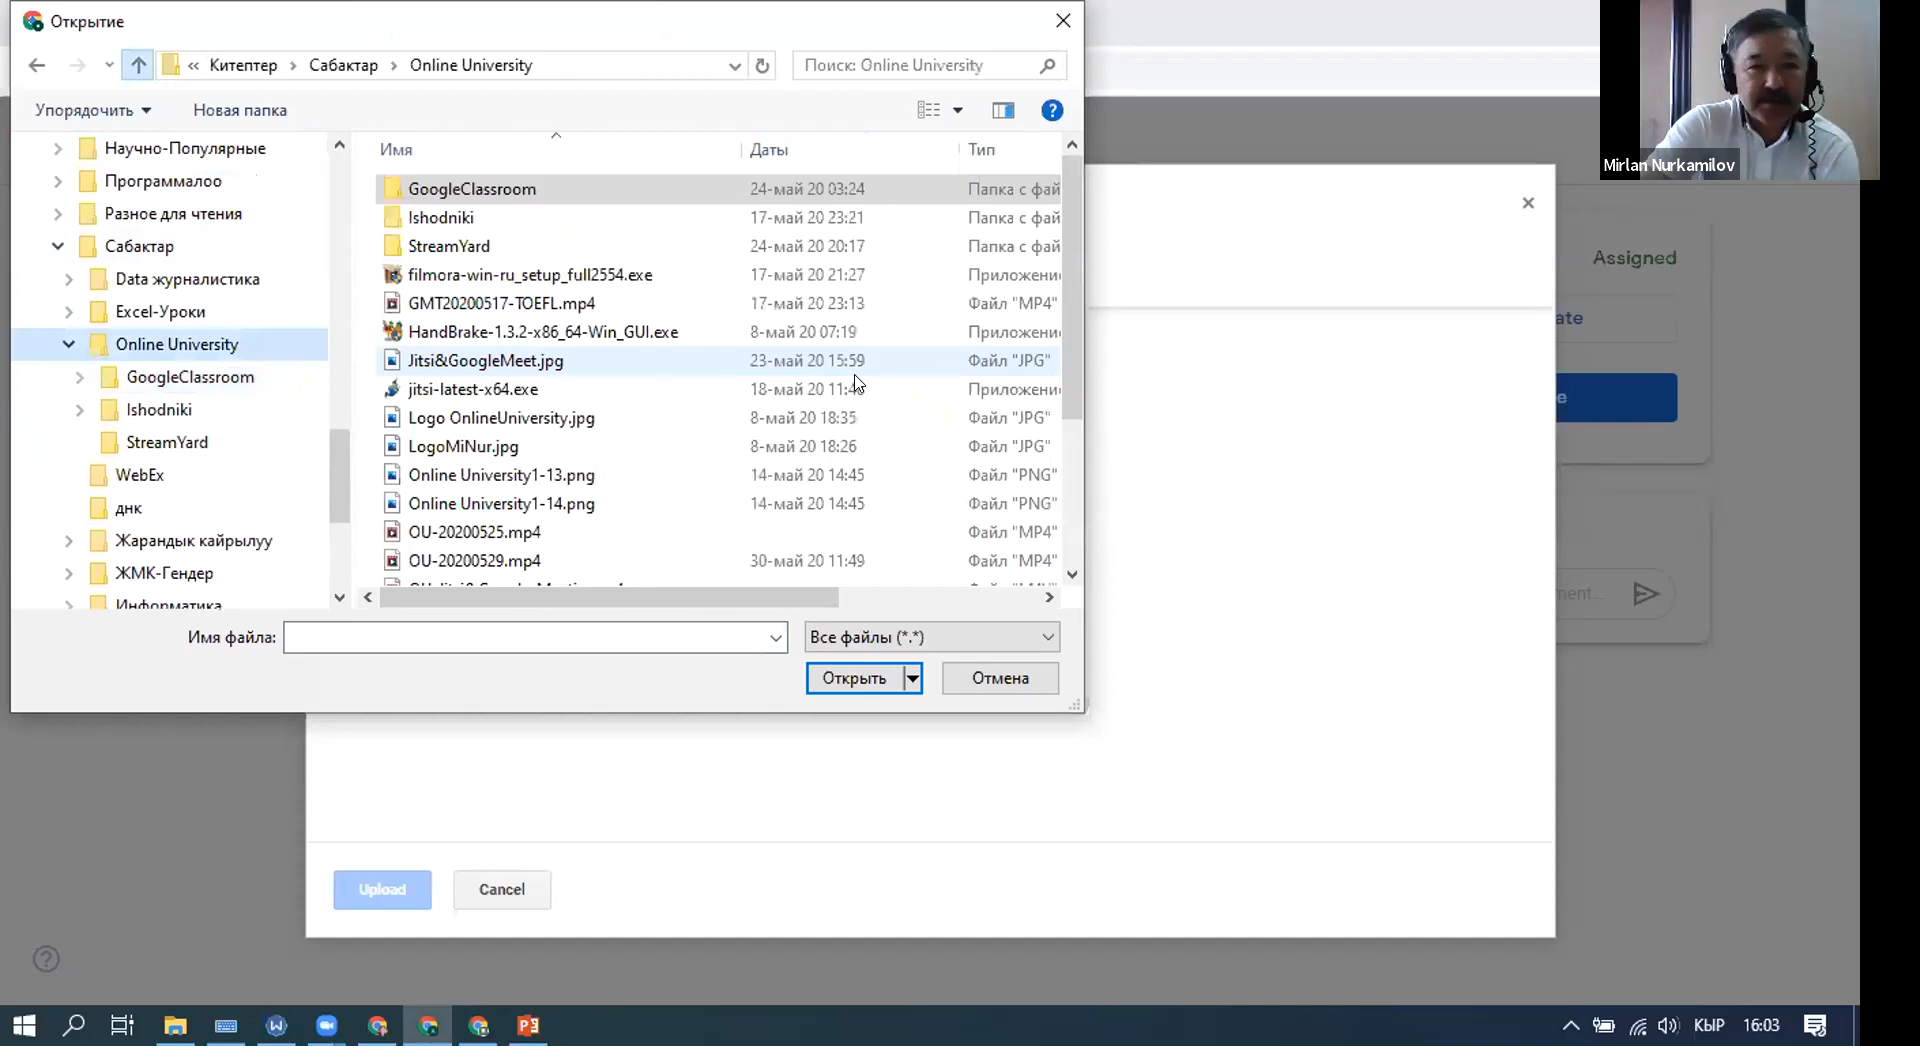 Открытие
« Китептер › Сабактар › Online University
Поиск: Online University
Упорядочить
Новая папка
Научно-Популярные
Программалоо
Разное для чтения
Сабактар
Data журналистика
Excel-Уроки
Online University
GoogleClassroom
Ishodniki
StreamYard
WebEx
днк
Жарандык кайрылуу
ЖМК-Гендер
Информатика
Имя Даты Тип
GoogleClassroom 24-май 20 03:24 Папка с фай
Ishodniki 17-май 20 23:21 Папка с фай
StreamYard 24-май 20 20:17 Папка с фай
filmora-win-ru_setup_full2554.exe 17-май 20 21:27 Приложени
GMT20200517-TOEFL.mp4 17-май 20 23:13 Файл "MP4"
HandBrake-1.3.2-x86_64-Win_GUI.exe 8-май 20 07:19 Приложени
Jitsi&GoogleMeet.jpg 23-май 20 15:59 Файл "JPG"
jitsi-latest-x64.exe 18-май 20 Приложени
Logo OnlineUniversity.jpg 8-май 20 18:35 Файл "JPG"
LogoMiNur.jpg 8-май 20 18:26 Файл "JPG"
Online University1-13.png 14-май 20 14:45 Файл "PNG"
Online University1-14.png 14-май 20 14:45 Файл "PNG"
OU-20200525.mp4 Файл "MP4"
OU-20200529.mp4 30-май 20 11:49 Файл "MP4"
Имя файла:
Все файлы (*.*)
Открыть
Отмена
Mirlan Nurkamilov
Assigned
Upload
Cancel
КЫР
16:03